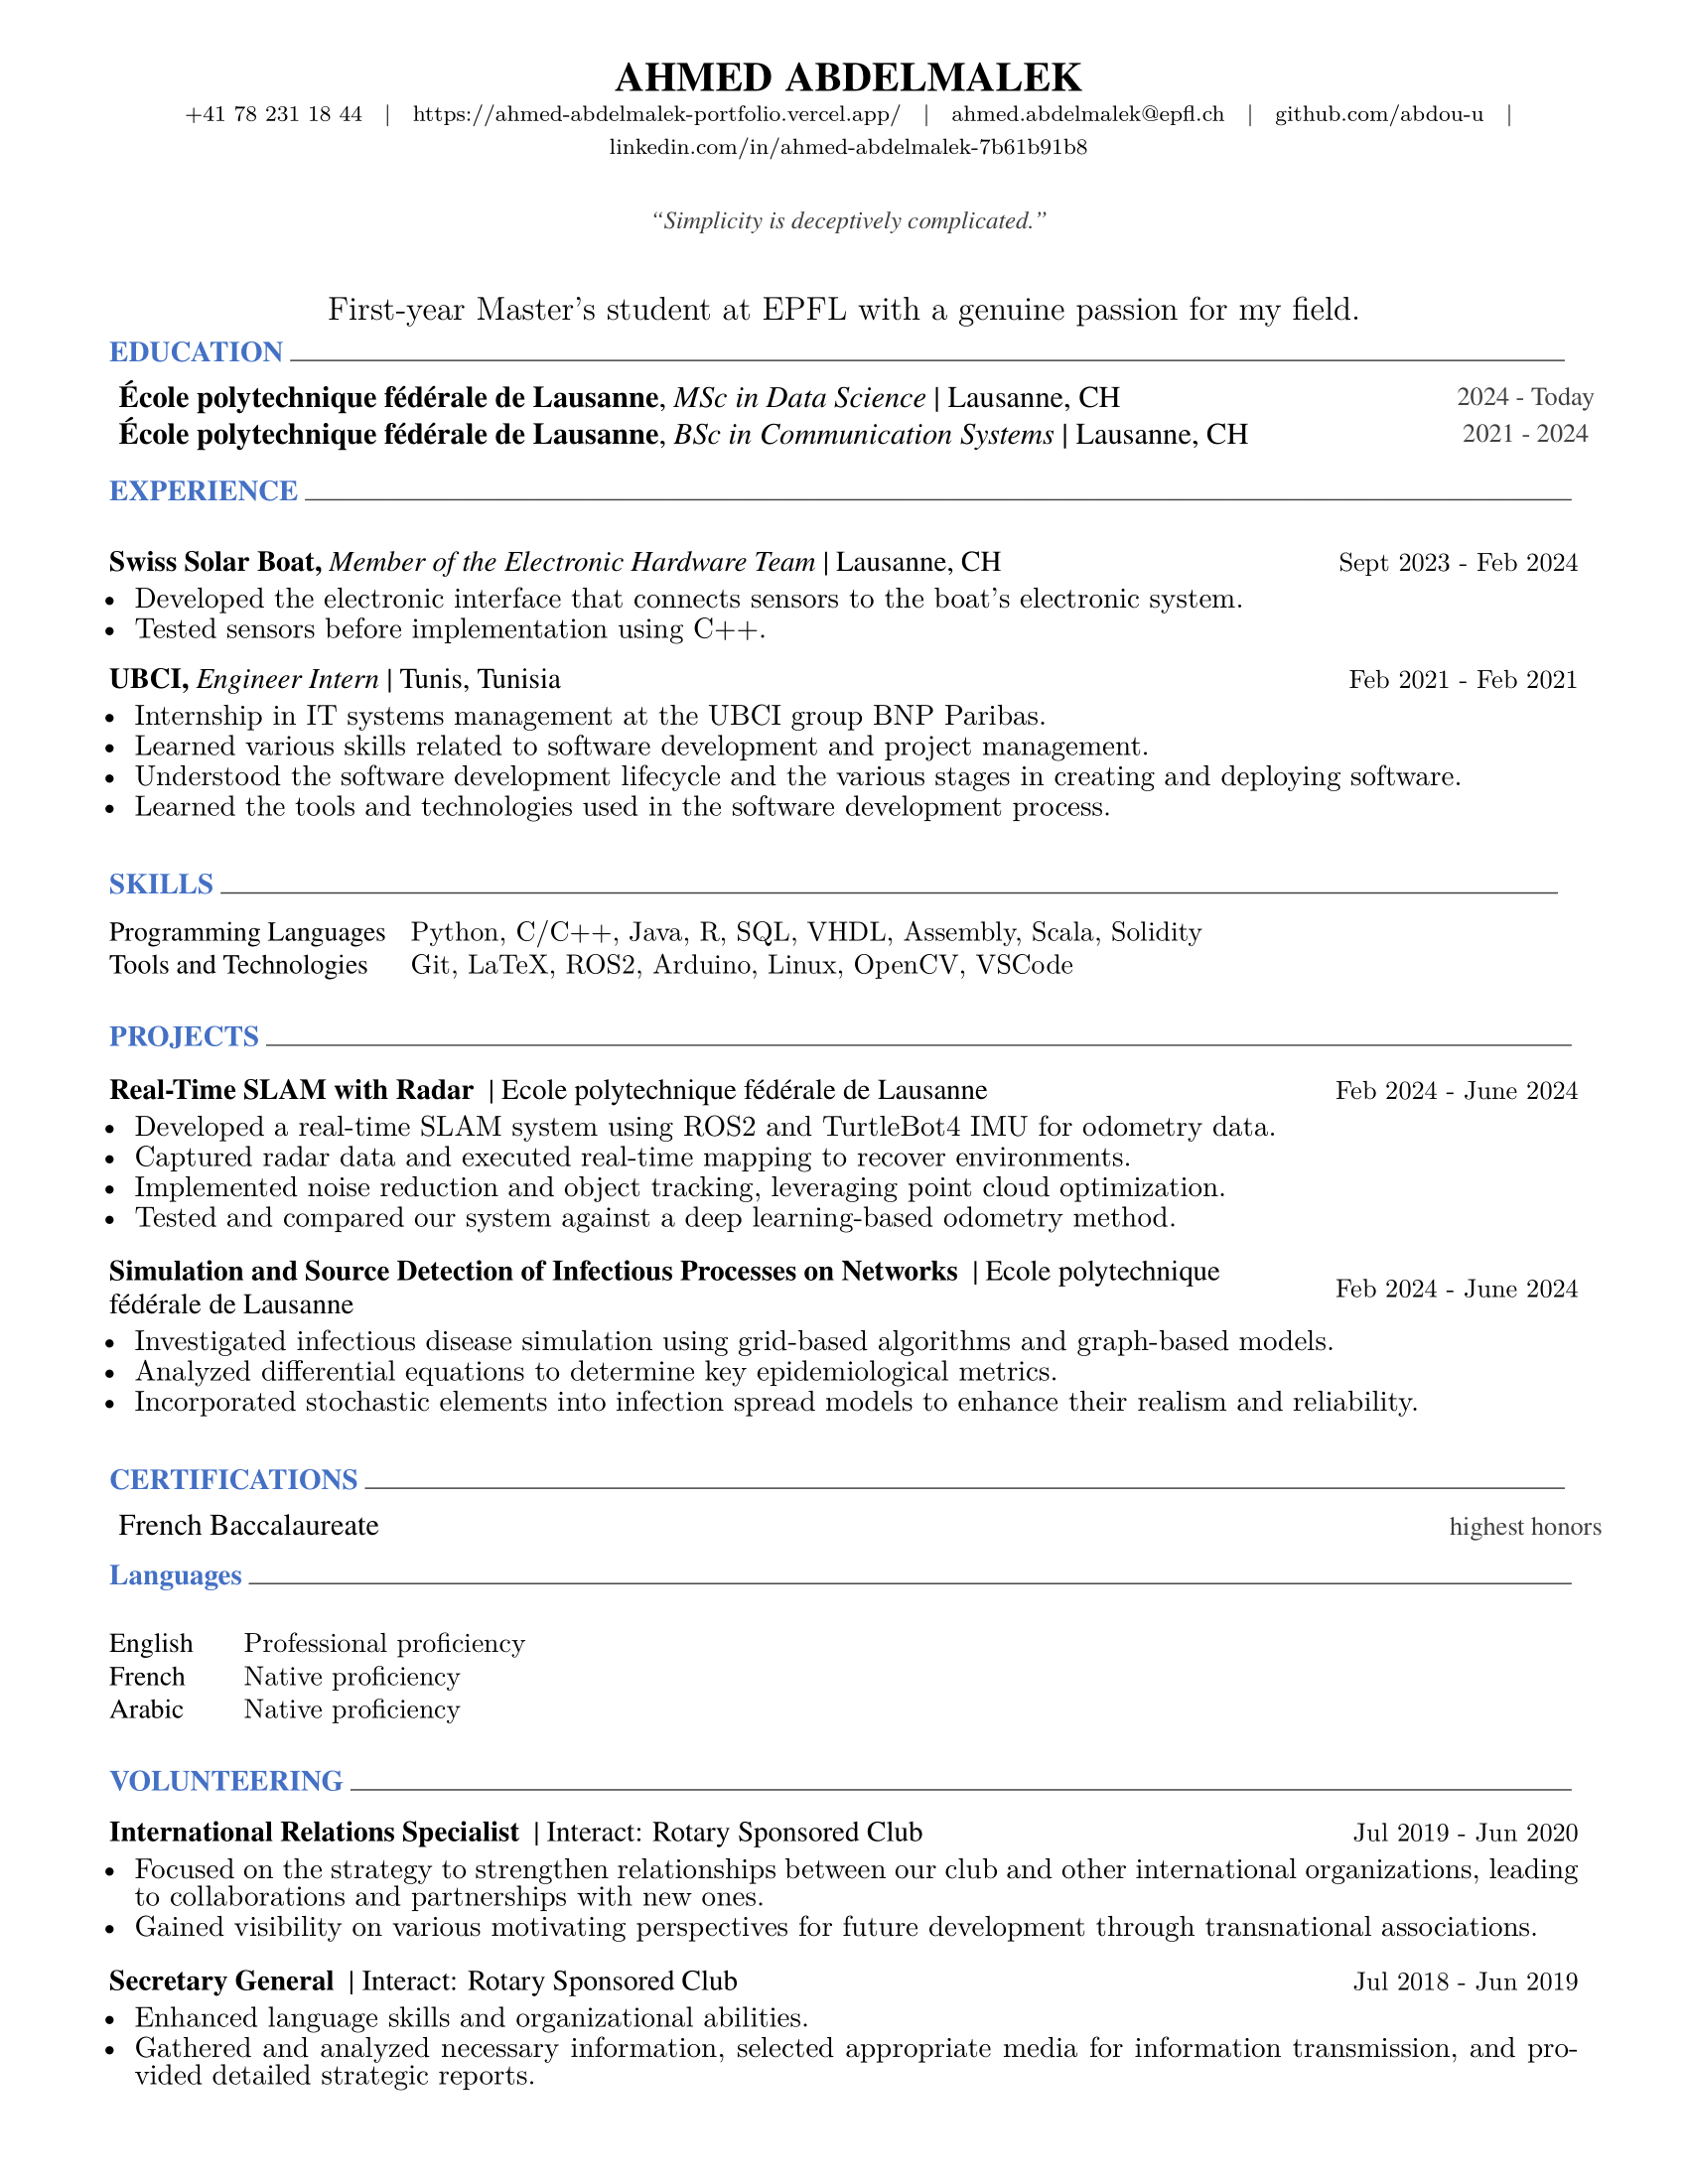 AHMED ABDELMALEK
+41 78 231 18 44 | https://ahmed-abdelmalek-portfolio.vercel.app/ | ahmed.abdelmalek@epfl.ch | github.com/abdou-u |
linkedin.com/in/ahmed-abdelmalek-7b61b91b8
“Simplicity is deceptively complicated.”
First-year Master's student at EPFL with a genuine passion for my field.
EDUCATION
École polytechnique fédérale de Lausanne, MSc in Data Science | Lausanne, CH 2024 - Today
École polytechnique fédérale de Lausanne, BSc in Communication Systems | Lausanne, CH 2021 - 2024
EXPERIENCE
Swiss Solar Boat, Member of the Electronic Hardware Team | Lausanne, CH Sept 2023 - Feb 2024
• Developed the electronic interface that connects sensors to the boat's electronic system.
• Tested sensors before implementation using C++.
UBCI, Engineer Intern | Tunis, Tunisia Feb 2021 - Feb 2021
• Internship in IT systems management at the UBCI group BNP Paribas.
• Learned various skills related to software development and project management.
• Understood the software development lifecycle and the various stages in creating and deploying software.
• Learned the tools and technologies used in the software development process.
SKILLS
Programming Languages Python, C/C++, Java, R, SQL, VHDL, Assembly, Scala, Solidity
Tools and Technologies Git, LaTeX, ROS2, Arduino, Linux, OpenCV, VSCode
PROJECTS
Real-Time SLAM with Radar | Ecole polytechnique fédérale de Lausanne Feb 2024 - June 2024
• Developed a real-time SLAM system using ROS2 and TurtleBot4 IMU for odometry data.
• Captured radar data and executed real-time mapping to recover environments.
• Implemented noise reduction and object tracking, leveraging point cloud optimization.
• Tested and compared our system against a deep learning-based odometry method.
Simulation and Source Detection of Infectious Processes on Networks | Ecole polytechnique
fédérale de Lausanne Feb 2024 - June 2024
• Investigated infectious disease simulation using grid-based algorithms and graph-based models.
• Analyzed differential equations to determine key epidemiological metrics.
• Incorporated stochastic elements into infection spread models to enhance their realism and reliability.
CERTIFICATIONS
French Baccalaureate highest honors
Languages
English Professional proficiency
French Native proficiency
Arabic Native proficiency
VOLUNTEERING
International Relations Specialist | Interact: Rotary Sponsored Club Jul 2019 - Jun 2020
• Focused on the strategy to strengthen relationships between our club and other international organizations, leading
to collaborations and partnerships with new ones.
• Gained visibility on various motivating perspectives for future development through transnational associations.
Secretary General | Interact: Rotary Sponsored Club Jul 2018 - Jun 2019
• Enhanced language skills and organizational abilities.
• Gathered and analyzed necessary information, selected appropriate media for information transmission, and pro-
vided detailed strategic reports.